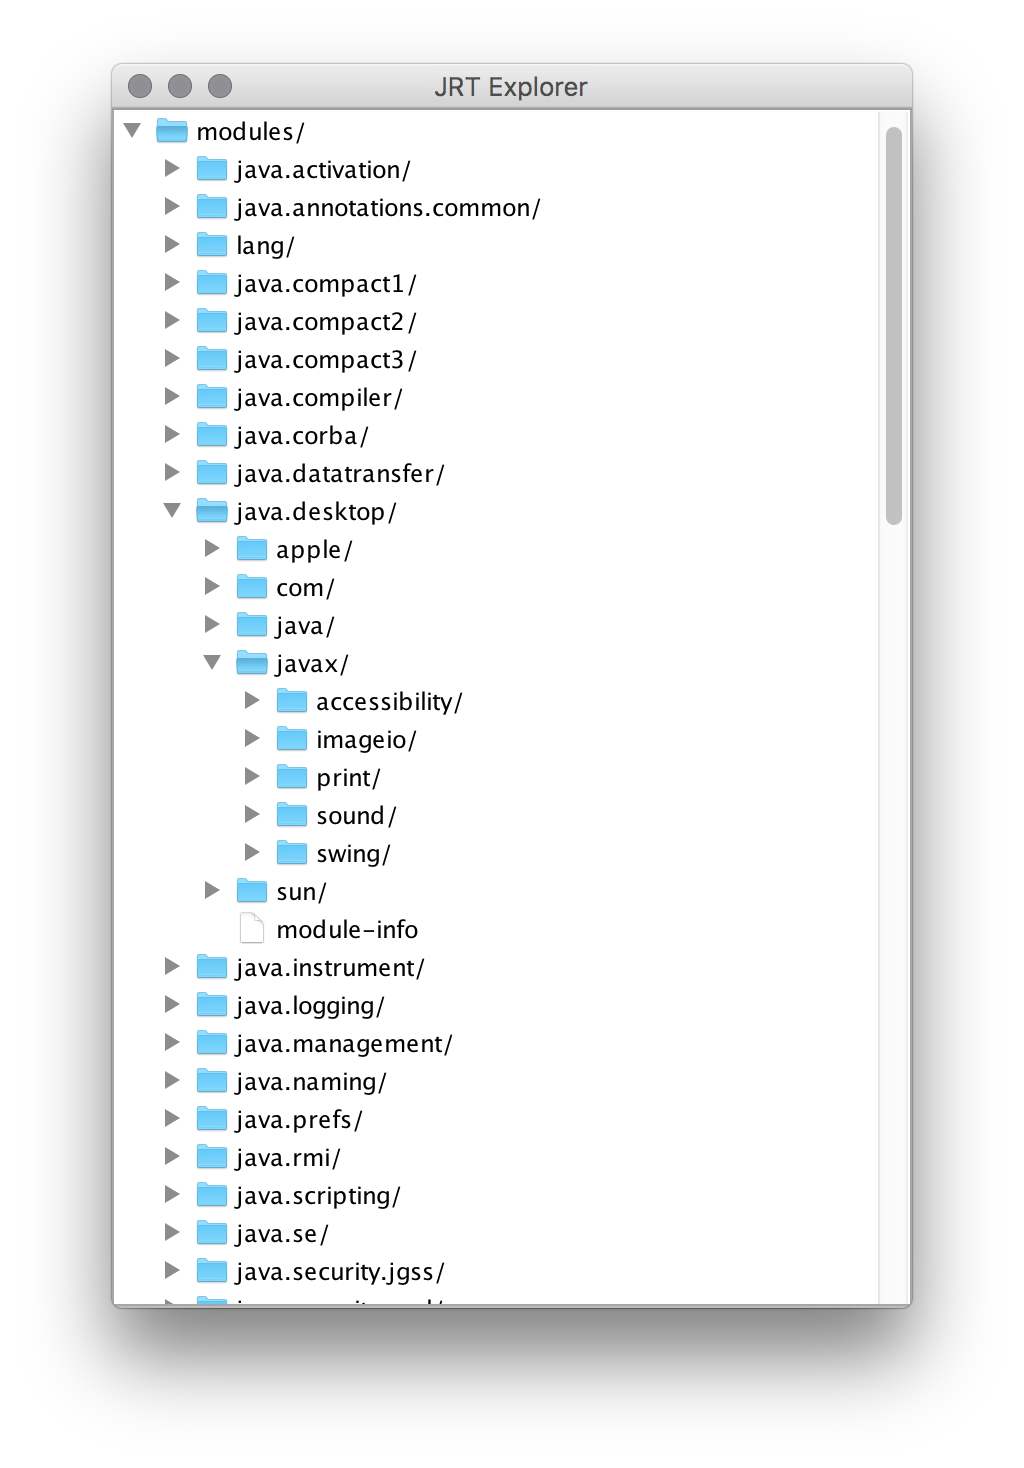 JRT Explorer
modules/
java.activation/
java.annotations.common/
lang/
java.compact1/
java.compact2/
java.compact3/
java.compiler/
java.corba/
java.datatransfer/
java.desktop/
apple/
com/
java/
javax/
accessibility/
imageio/
print/
sound/
swing/
sun/
module-info
java.instrument/
java.logging/
java.management/
java.naming/
java.prefs/
java.rmi/
java.scripting/
java.se/
java.security.jgss/